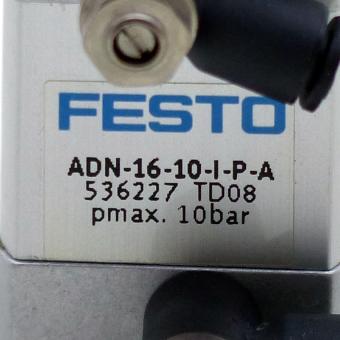 FESTO
ADN-16-10-I-P-A
536227 TD08
pmax. 10bar